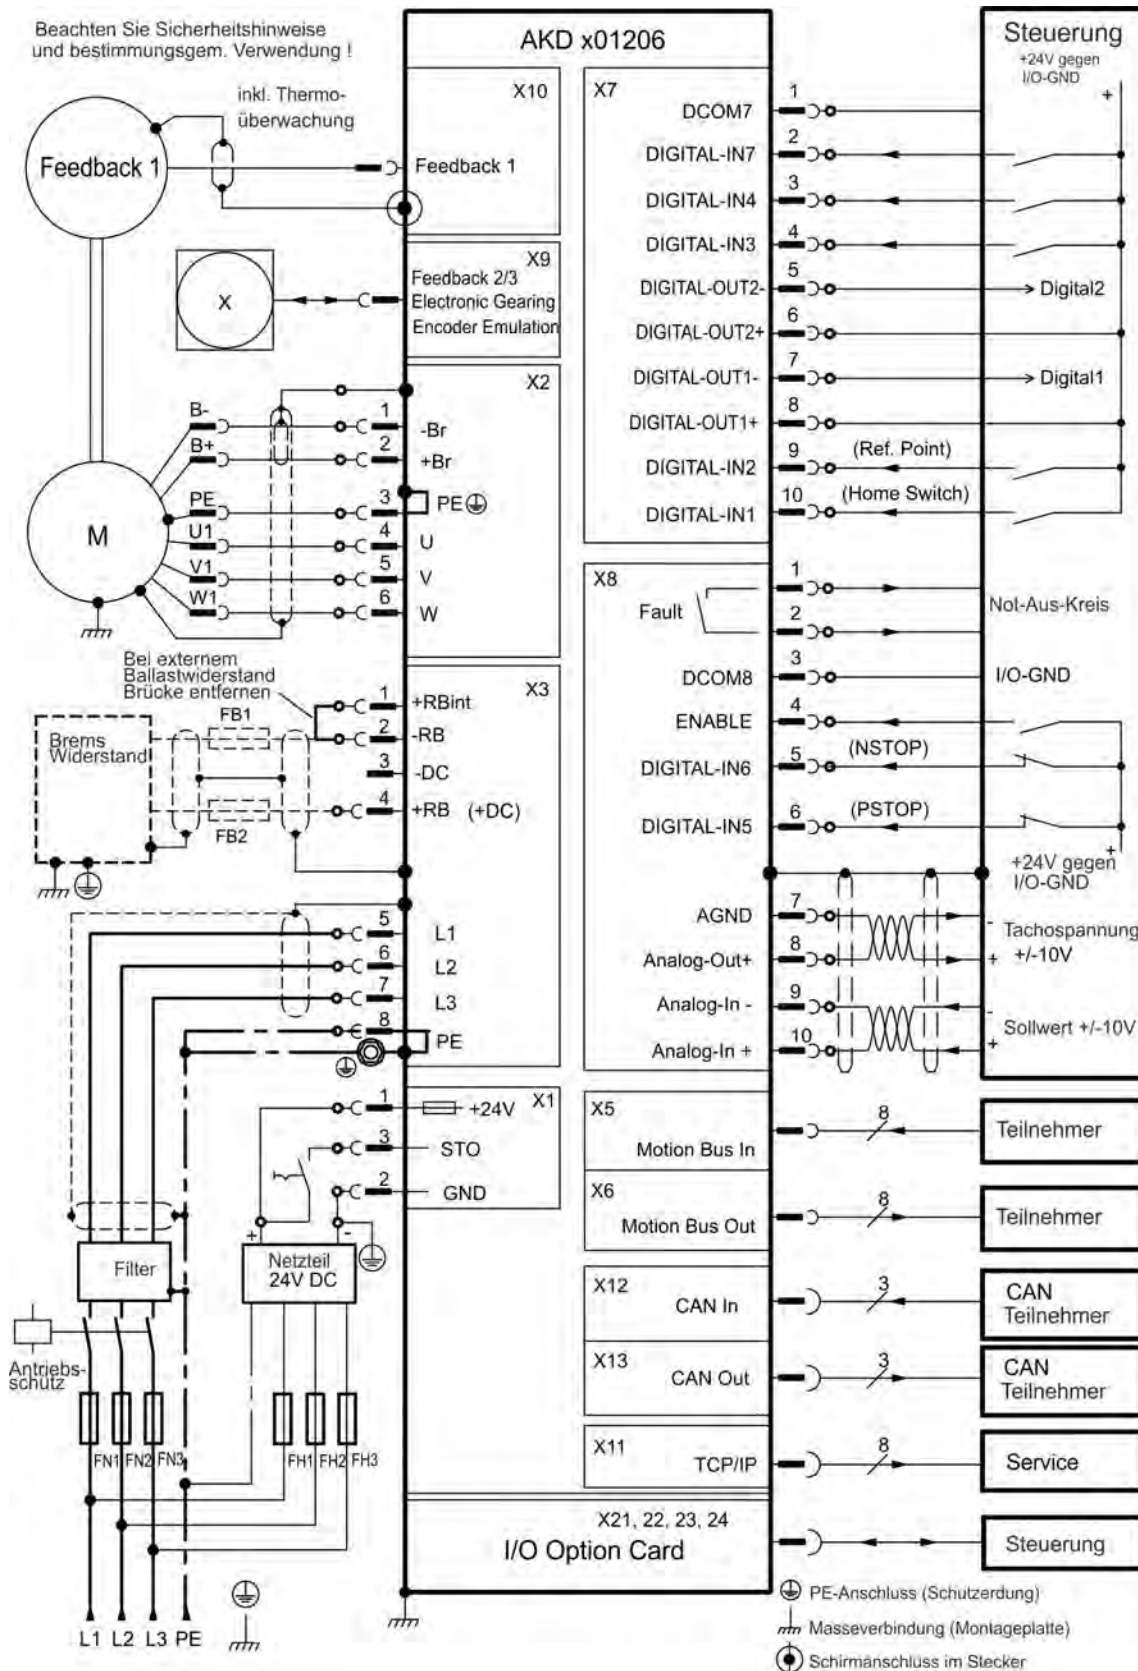 Beachten Sie Sicherheitshinweise
und bestimmungsgem. Verwendung !
AKD x01206
Steuerung
+24V gegen
I/O-GND
+
inkl. Thermo-
überwachung
Feedback 1
X10
Feedback 1
X9
Feedback 2/3
Electronic Gearing
Encoder Emulation
X
X2
B-
1
-Br
B+
2
+Br
PE
3
PE
U1
4
U
V1
5
V
W1
6
W
M
Bei externem
Ballastwiderstand
Brücke entfernen
X3
1
+RBint
FB1
2
-RB
Brems
Widerstand
3
-DC
4
+RB (+DC)
FB2
5
L1
6
L2
7
L3
8
PE
X1
1
+24V
3
STO
2
GND
+
-
Filter
Netzteil
24V DC
Antriebs-
schütz
FN1 FN2 FN3
FH1 FH2 FH3
L1 L2 L3 PE
X7
DCOM7
1
DIGITAL-IN7
2
DIGITAL-IN4
3
DIGITAL-IN3
4
DIGITAL-OUT2-
5
Digital2
DIGITAL-OUT2+
6
DIGITAL-OUT1-
7
Digital1
DIGITAL-OUT1+
8
DIGITAL-IN2
9
(Ref. Point)
DIGITAL-IN1
10
(Home Switch)
X8
Fault
1
2
Not-Aus-Kreis
DCOM8
3
I/O-GND
ENABLE
4
DIGITAL-IN6
5
(NSTOP)
DIGITAL-IN5
6
(PSTOP)
+
+24V gegen
I/O-GND
AGND
7
-
Analog-Out+
8
+
Tachospannung
+/-10V
Analog-In -
9
-
Analog-In +
10
+
Sollwert +/-10V
X5
Motion Bus In
8
Teilnehmer
X6
Motion Bus Out
8
Teilnehmer
X12
CAN In
3
CAN
Teilnehmer
X13
CAN Out
3
CAN
Teilnehmer
X11
TCP/IP
8
Service
X21, 22, 23, 24
I/O Option Card
Steuerung
PE-Anschluss (Schutzerdung)
Masseverbindung (Montageplatte)
Schirmanschluss im Stecker